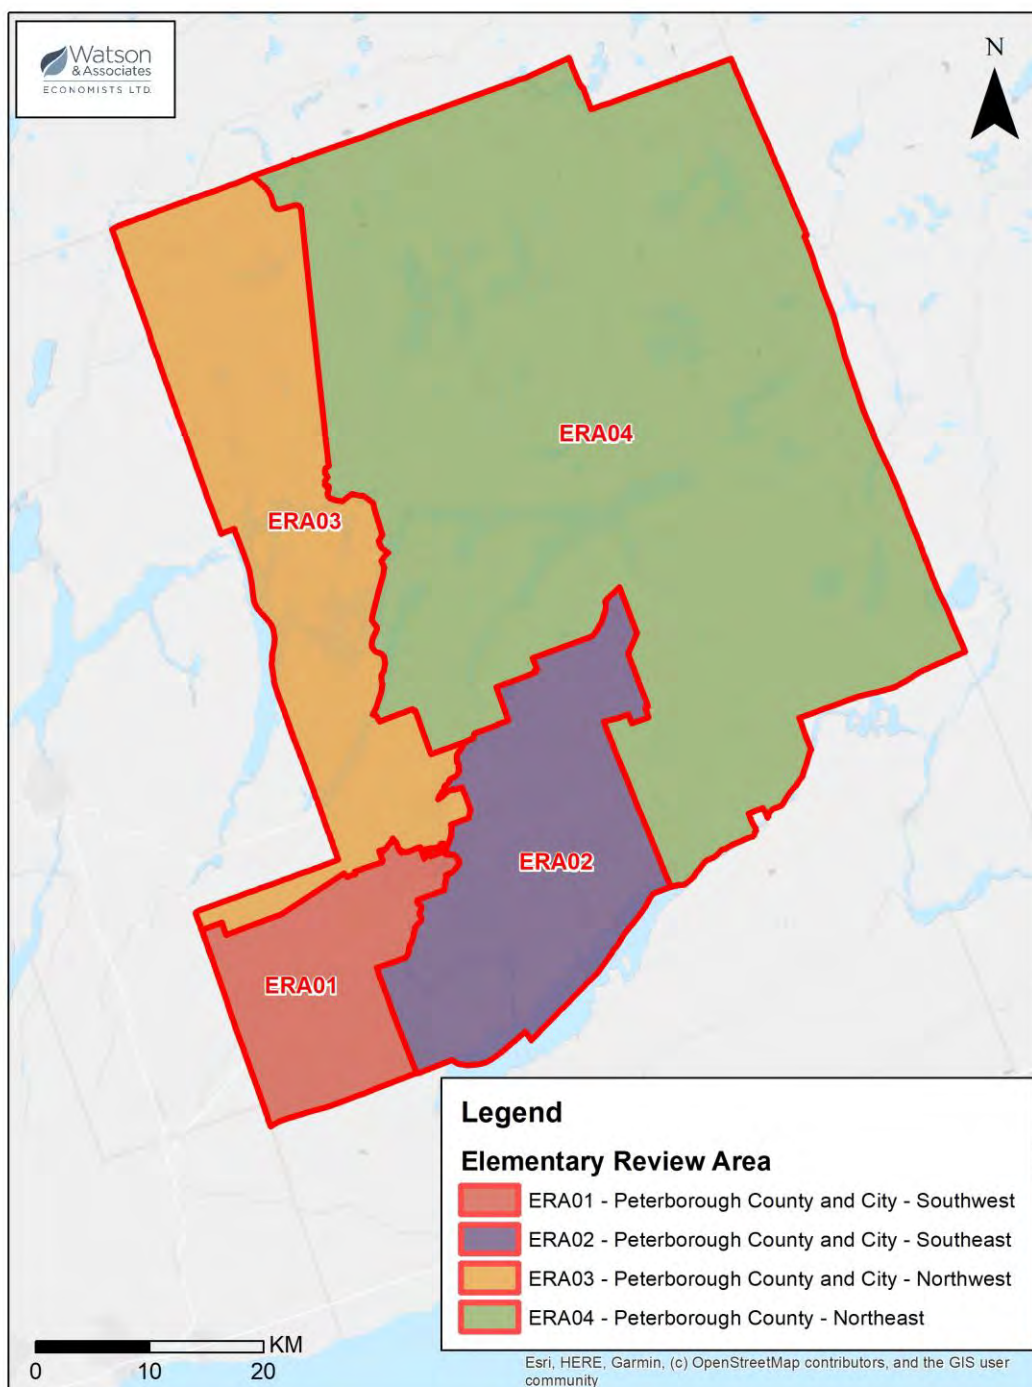 Watson
& Associates
ECONOMISTS LTD.
N
ERA04
ERA03
ERA02
ERA01
Legend
Elementary Review Area
ERA01 - Peterborough County and City - Southwest
ERA02 - Peterborough County and City - Southeast
ERA03 - Peterborough County and City - Northwest
ERA04 - Peterborough County - Northeast
KM
0 10 20
Esri, HERE, Garmin, (c) OpenStreetMap contributors, and the GIS user
community